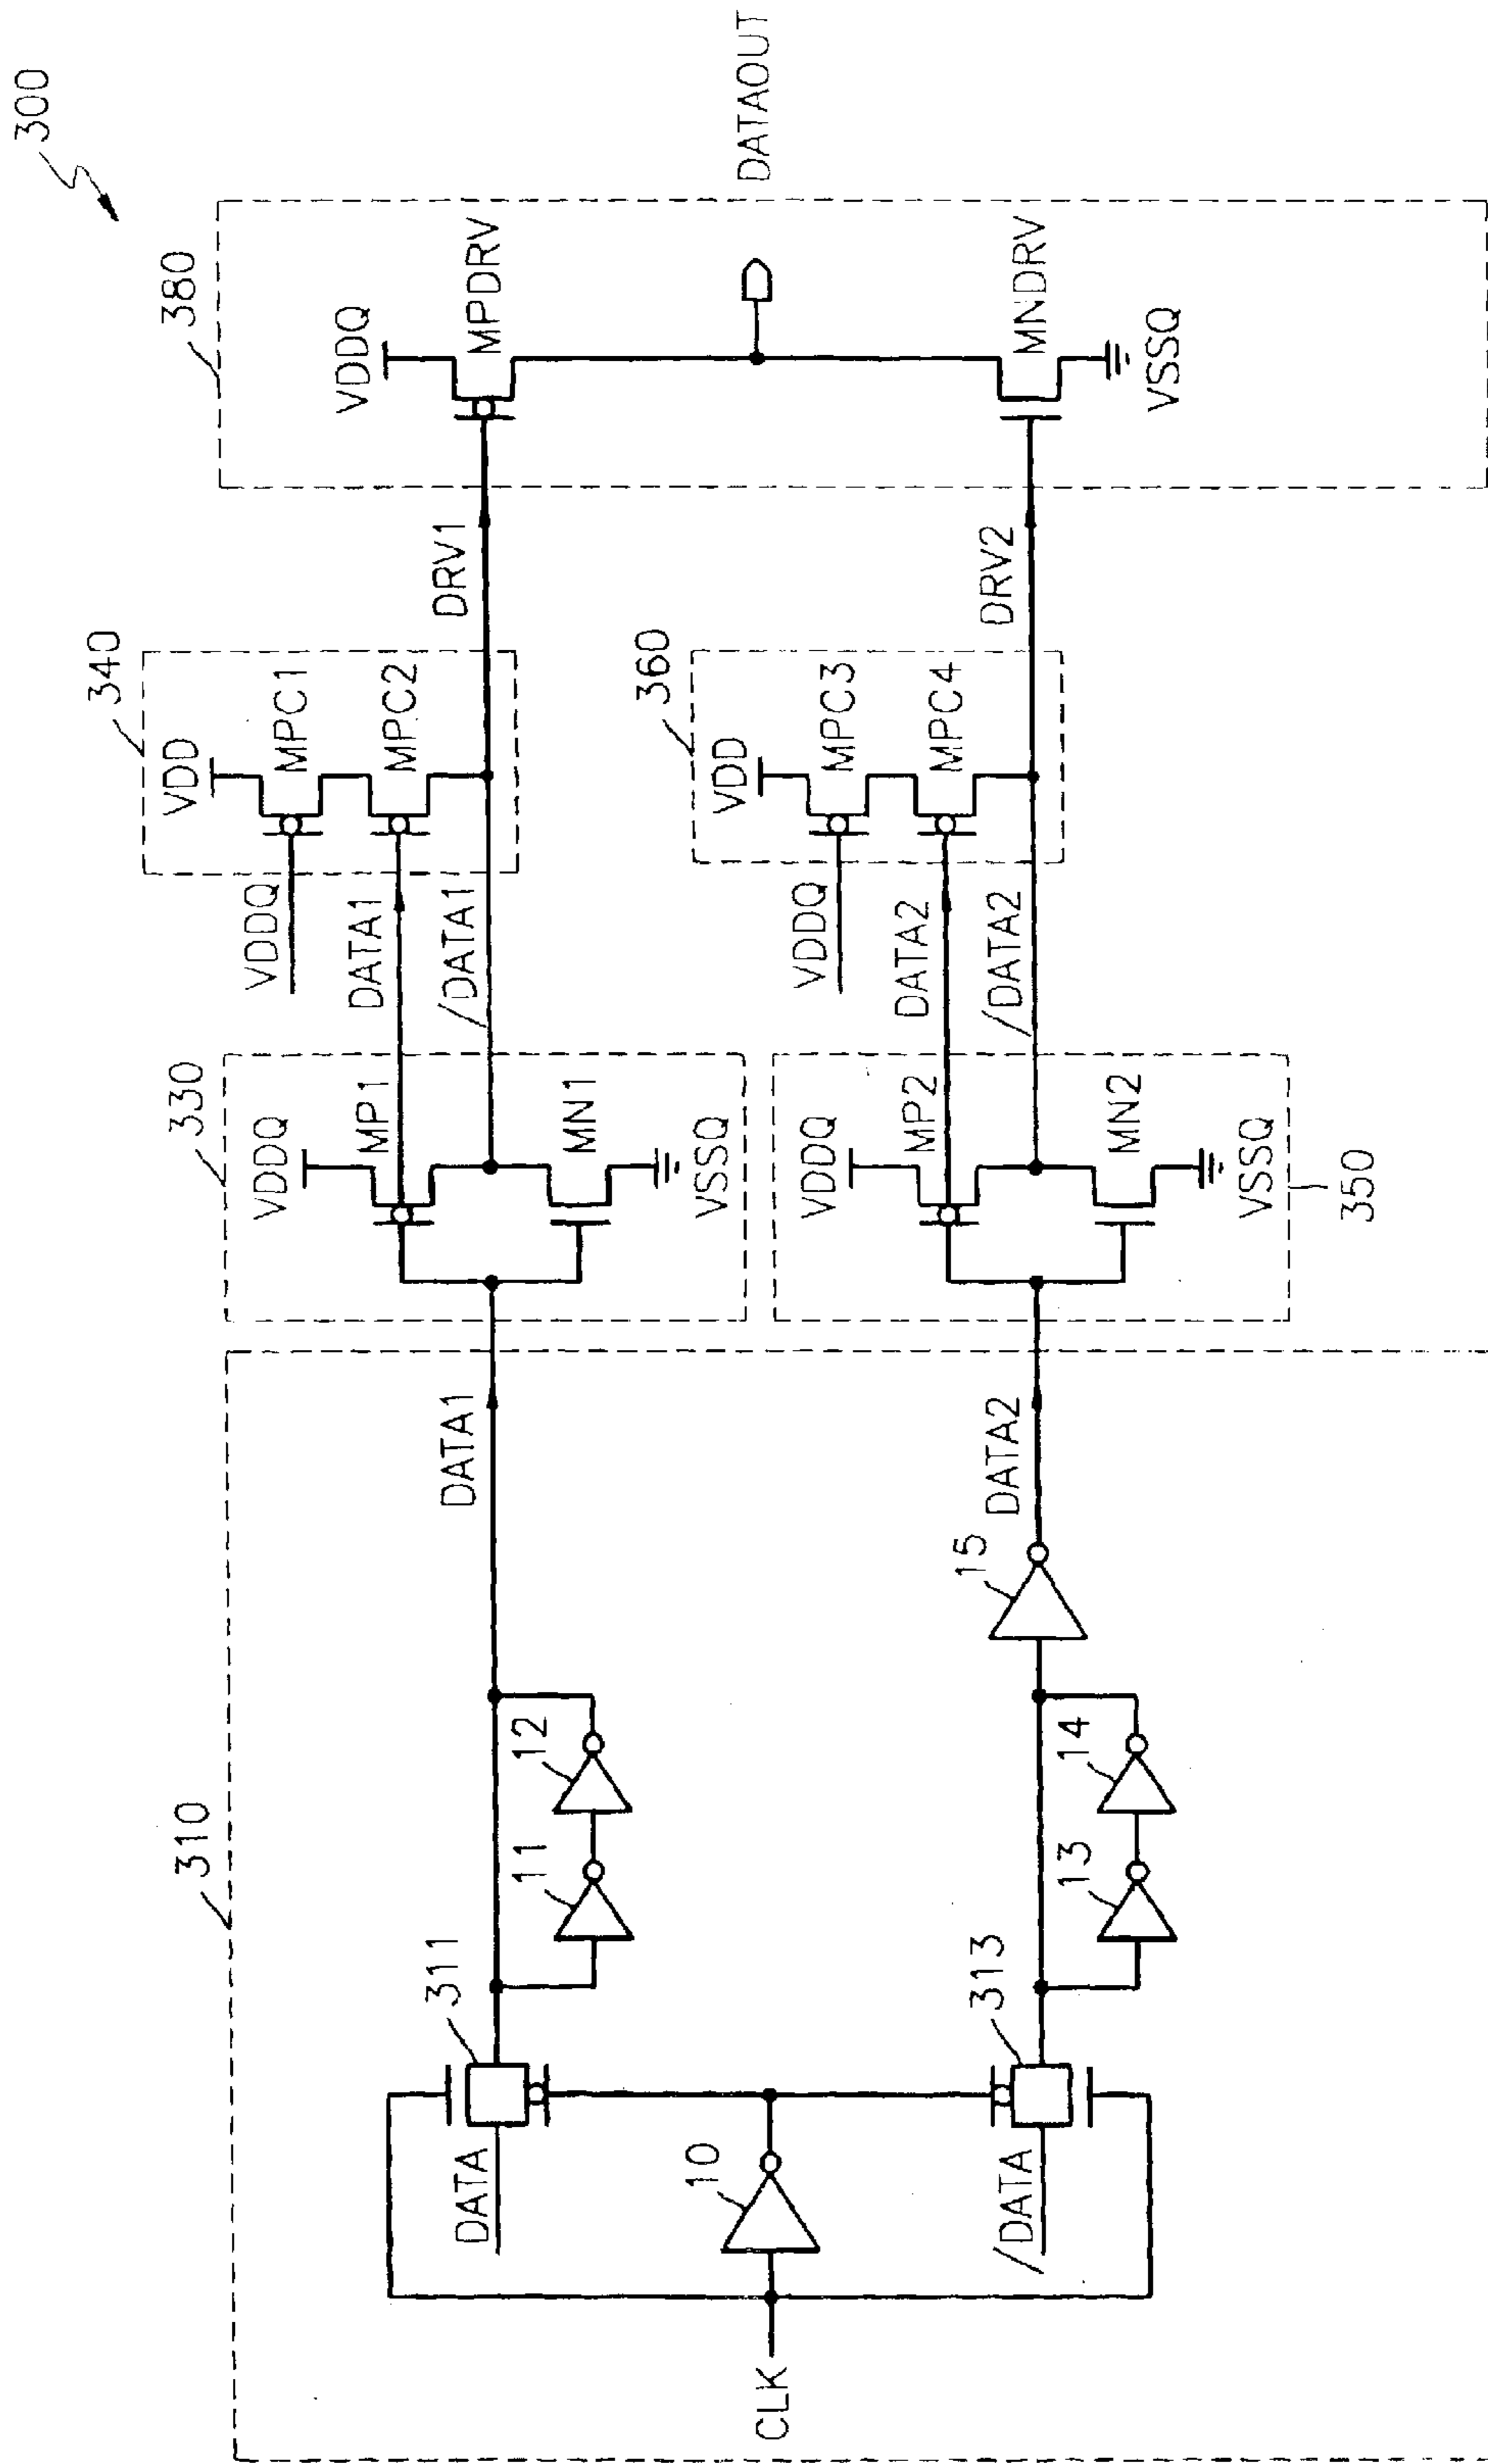 300
310
CLK
10
DATA
311
11
12
DATA1
/DATA
313
13
14
15
DATA2
330
VDDQ
MP1
MN1
VSSQ
VDDQ
DATA1
/DATA1
340
VDD
MPC1
MPC2
DRV1
350
VDDQ
MP2
MN2
VSSQ
VDDQ
DATA2
/DATA2
360
VDD
MPC3
MPC4
DRV2
380
VDDQ
MPDRV
MNDRV
VSSQ
DATAOUT